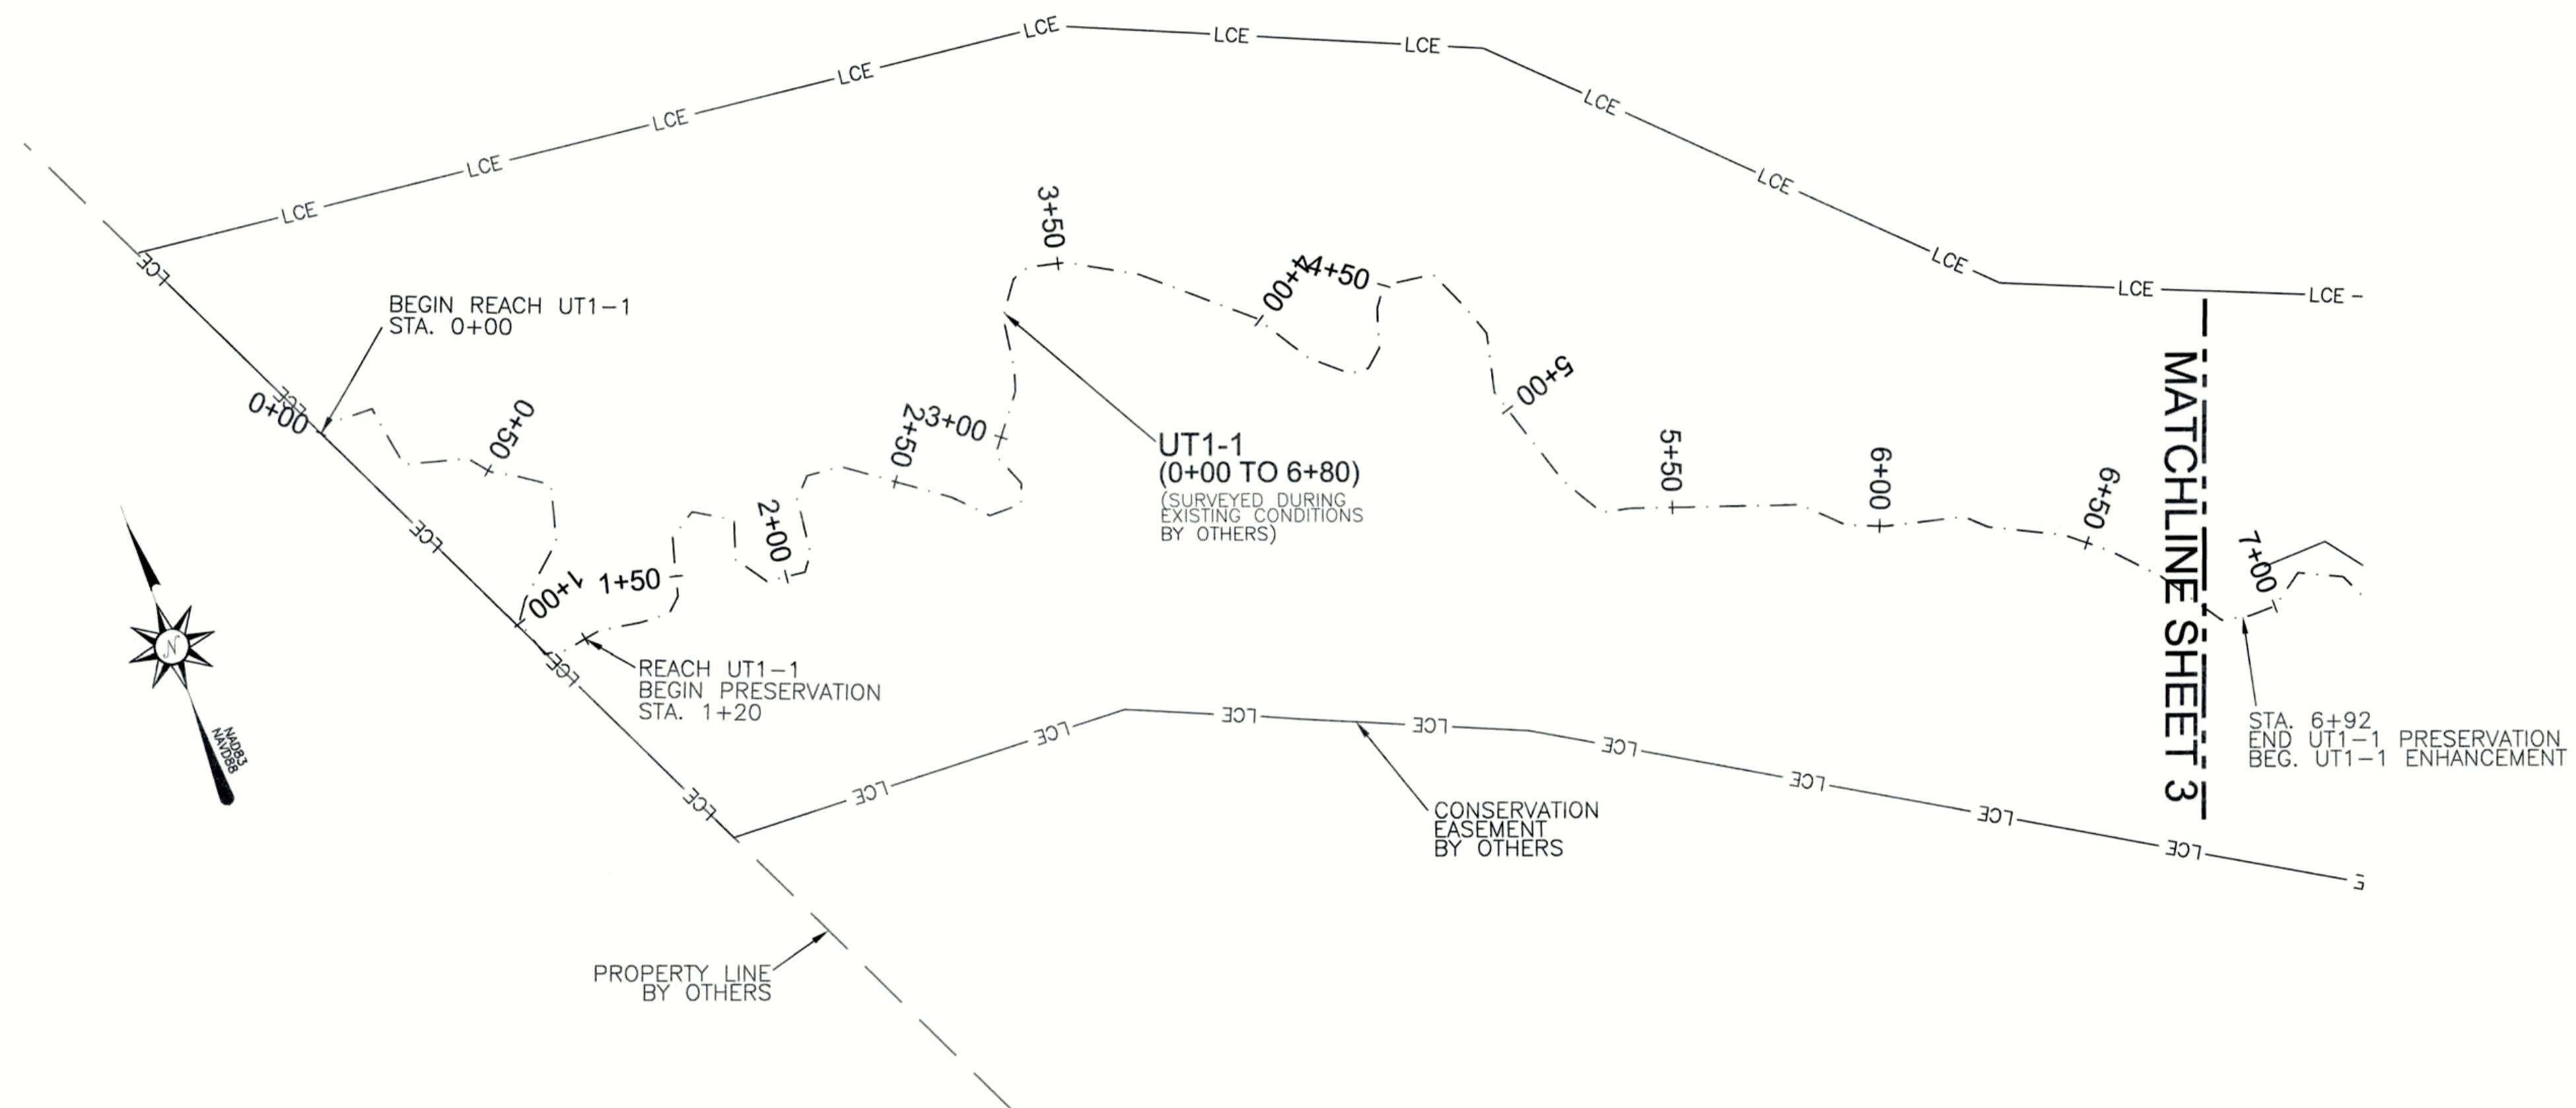 LCE
LCE
LCE
LCE
LCE
LCE
LCE
LCE
LCE
LCE
LCE
LCE -
LCE
LCE
LCE
LCE
LCE
LCE
LCE
LCE
LCE
LCE
LCE
LCE
LCE
BEGIN REACH UT1-1
STA. 0+00
0+00
0+50
1+00
1+50
2+00
2+50
3+00
3+50
4+00
4+50
5+00
5+50
6+00
6+50
7+00
UT1-1
(0+00 TO 6+80)
(SURVEYED DURING
EXISTING CONDITIONS
BY OTHERS)
REACH UT1-1
BEGIN PRESERVATION
STA. 1+20
N
NAD83
NAVD88
MATCHLINE SHEET 3
STA. 6+92
END UT1-1 PRESERVATION
BEG. UT1-1 ENHANCEMENT
CONSERVATION
EASEMENT
BY OTHERS
PROPERTY LINE
BY OTHERS